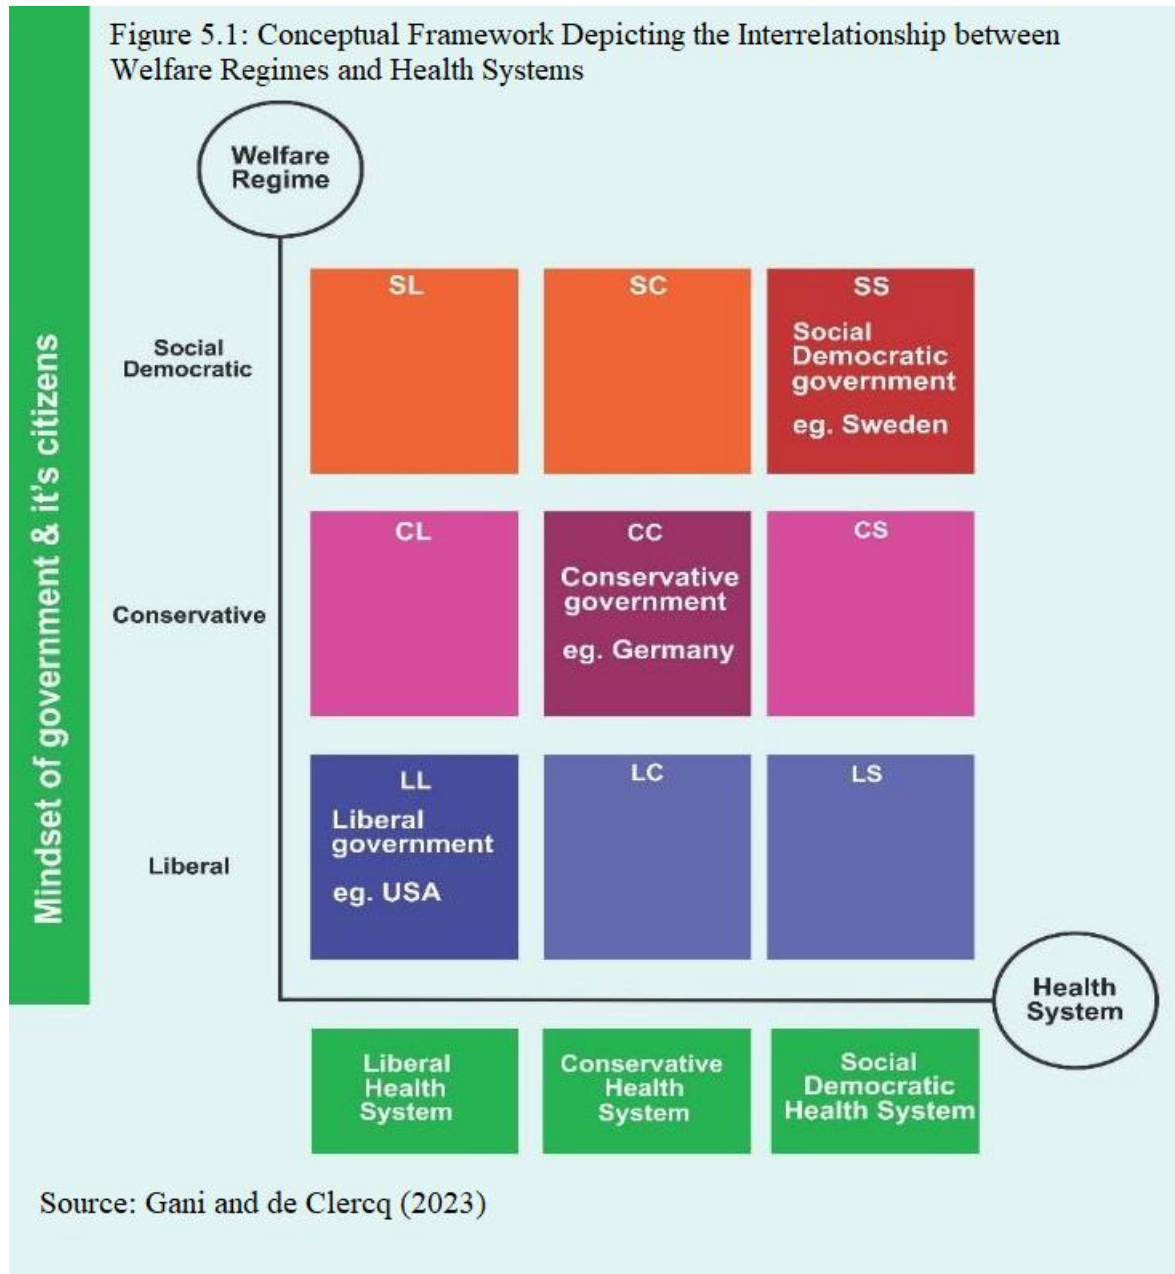 Figure 5.1: Conceptual Framework Depicting the Interrelationship between
Welfare Regimes and Health Systems
Welfare
Regime
Mindset of government & it's citizens
Social
Democratic
SL
SC
SS
Social
Democratic
government
eg. Sweden
Conservative
CL
CC
Conservative
government
eg. Germany
CS
Liberal
LL
Liberal
government
eg. USA
LC
LS
Health
System
Liberal
Health
System
Conservative
Health
System
Social
Democratic
Health System
Source: Gani and de Clercq (2023)